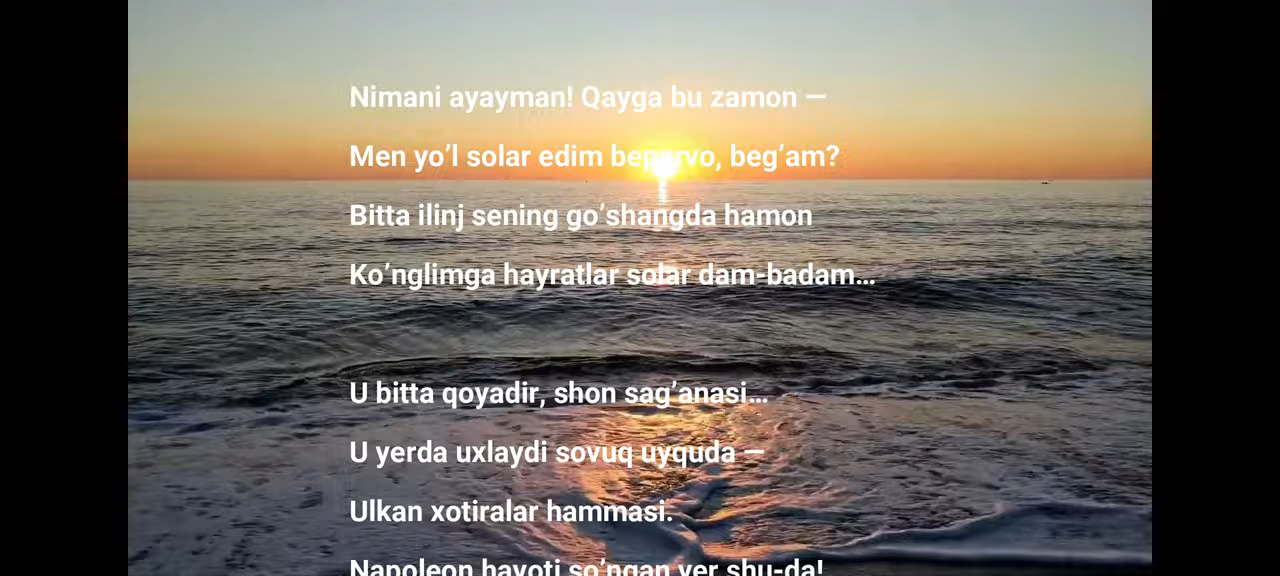 Nimani ayayman! Qayga bu zamon —
Men yo’l solar edim beparvo, beg’am?
Bitta ilinj sening go’shangda hamon
Ko’nglimga hayratlar solar dam-badam…
U bitta qoyadir, shon sag’anasi…
U yerda uxlaydi sovuq uyquda —
Ulkan xotiralar hammasi.
Napoleon hayoti so’ngan yer shu-da!